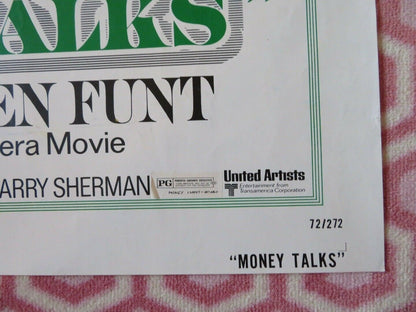 ALKS"
EN FUNT
era Movie
ARRY SHERMAN
PG
United Artists
Entertainment from
Transamerica Corporation
72/272
"MONEY TALKS"